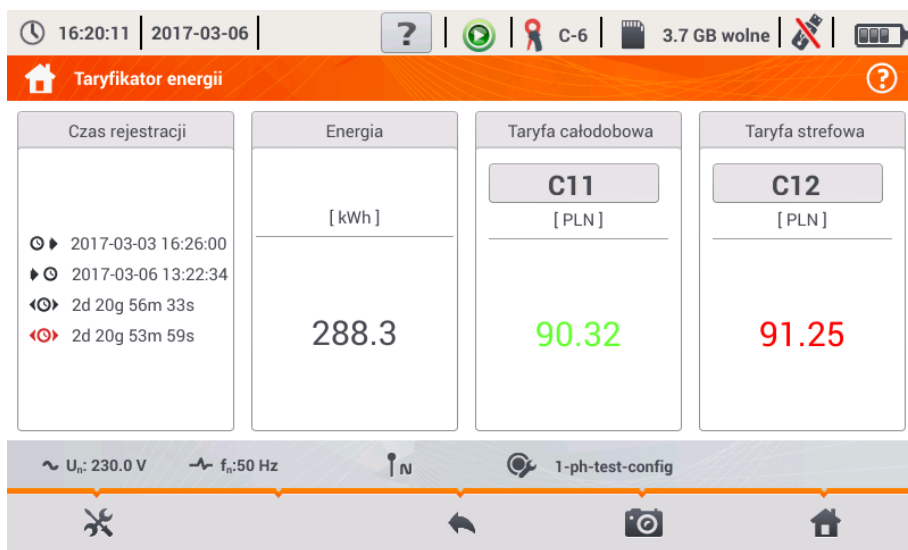 16:20:11 2017-03-06 ? C-6 3.7 GB wolne
Taryfikator energii ?
Czas rejestracji
2017-03-03 16:26:00
2017-03-06 13:22:34
2d 20g 56m 33s
2d 20g 53m 59s
Energia
[ kWh ]
288.3
Taryfa całodobowa
C11
[ PLN ]
90.32
Taryfa strefowa
C12
[ PLN ]
91.25
Un: 230.0 V fn:50 Hz N 1-ph-test-config